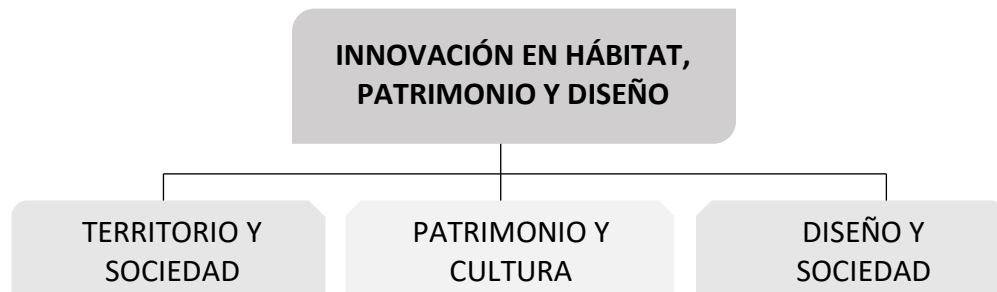 INNOVACIÓN EN HÁBITAT,
PATRIMONIO Y DISEÑO
TERRITORIO Y
SOCIEDAD
PATRIMONIO Y
CULTURA
DISEÑO Y
SOCIEDAD